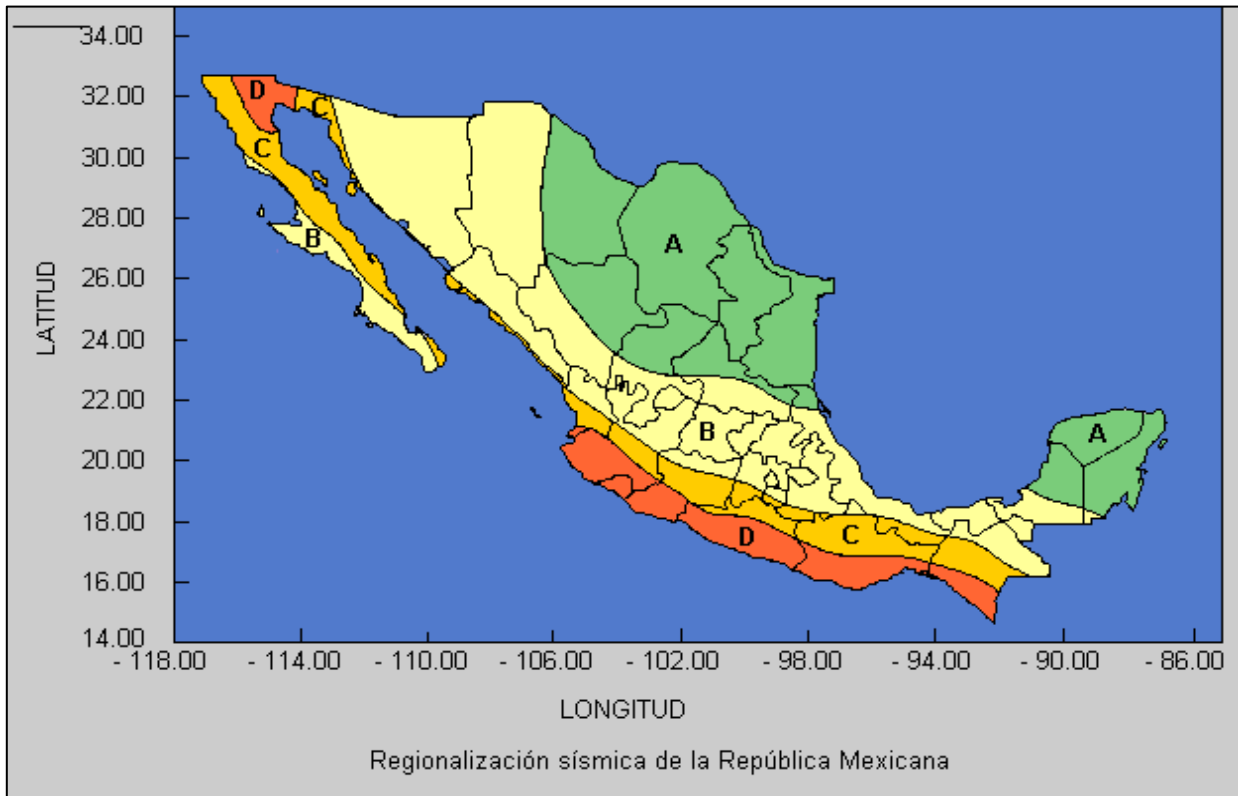 34.00
32.00
30.00
28.00
26.00
24.00
22.00
20.00
18.00
16.00
14.00
LATITUD
D
C
C
B
A
A
B
C
D
- 118.00 - 114.00 - 110.00 - 106.00 - 102.00 - 98.00 - 94.00 - 90.00 - 86.00
LONGITUD
Regionalización sísmica de la República Mexicana